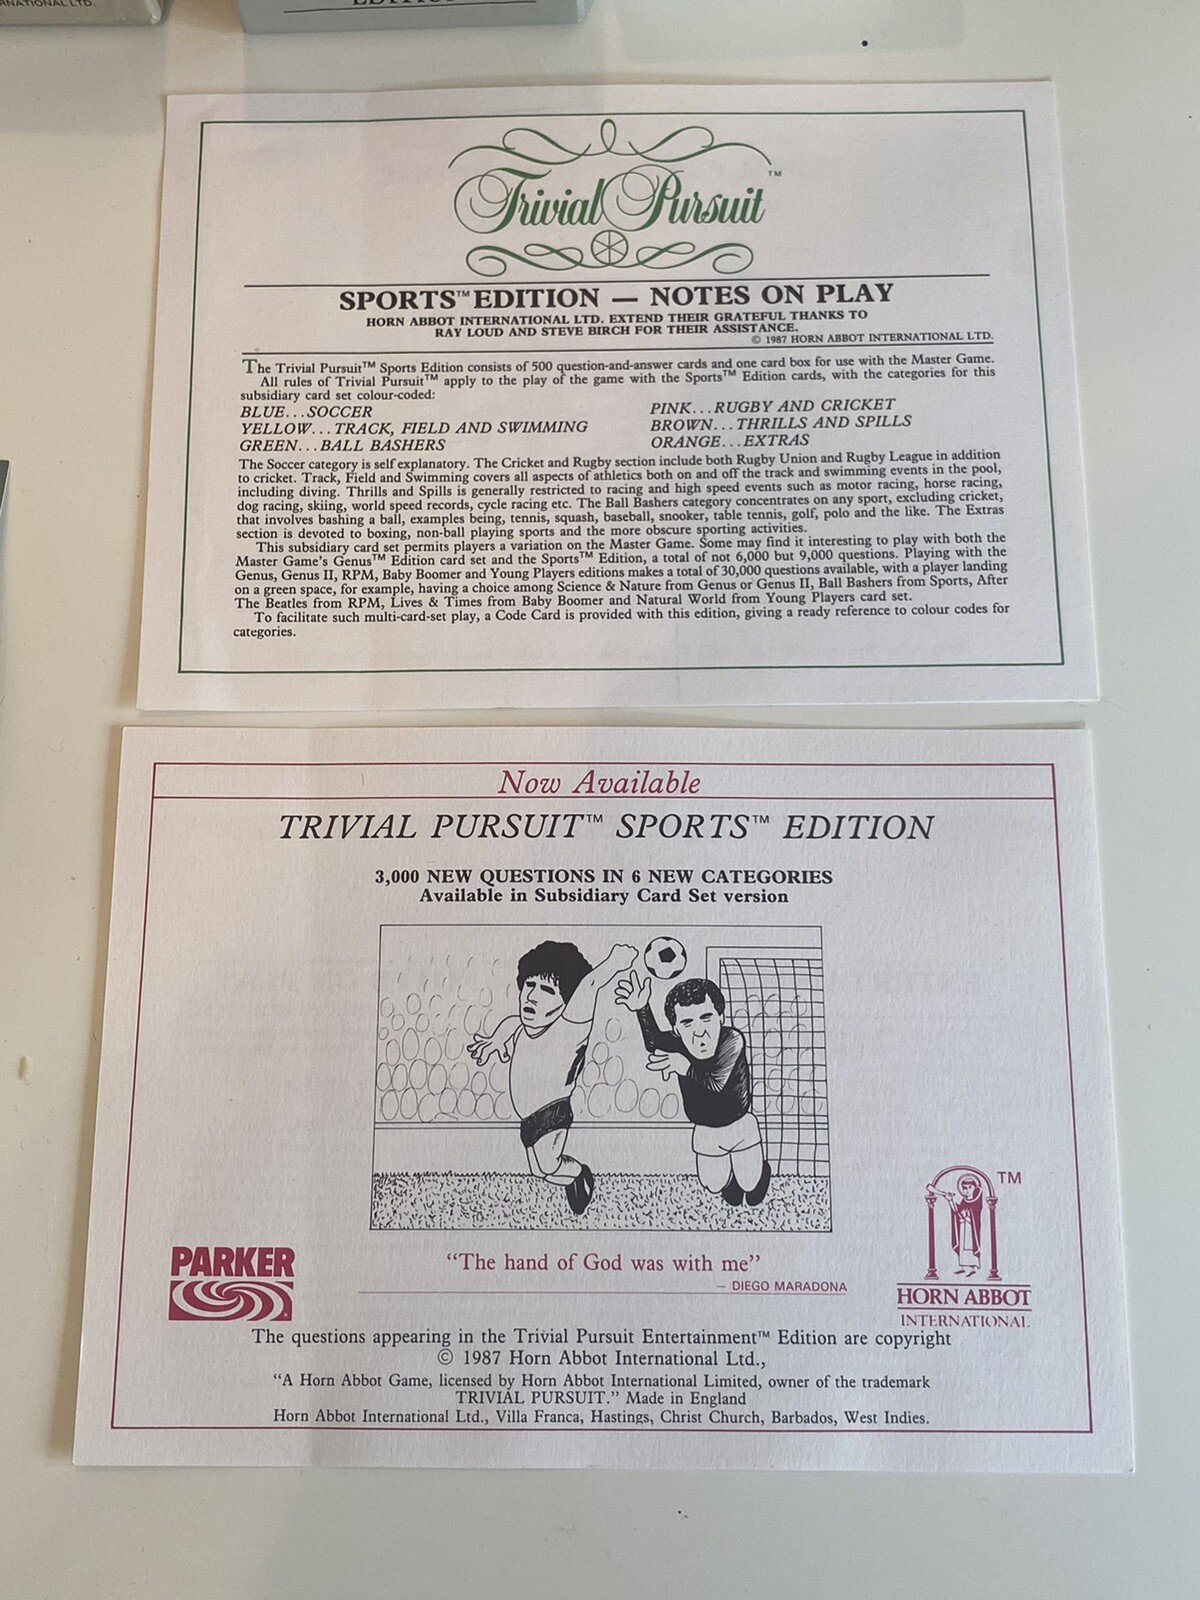 RNATIONAL LTD.
Trivial Pursuit™
SPORTS™ EDITION — NOTES ON PLAY
HORN ABBOT INTERNATIONAL LTD. EXTEND THEIR GRATEFUL THANKS TO
RAY LOUD AND STEVE BIRCH FOR THEIR ASSISTANCE.
© 1987 HORN ABBOT INTERNATIONAL LTD.
The Trivial Pursuit™ Sports Edition consists of 500 question-and-answer cards and one card box for use with the Master Game.
All rules of Trivial Pursuit™ apply to the play of the game with the Sports™ Edition cards, with the categories for this
subsidiary card set colour-coded:
BLUE...SOCCER
YELLOW...TRACK, FIELD AND SWIMMING
GREEN...BALL BASHERS
PINK...RUGBY AND CRICKET
BROWN...THRILLS AND SPILLS
ORANGE...EXTRAS
The Soccer category is self explanatory. The Cricket and Rugby section include both Rugby Union and Rugby League in addition
to cricket. Track, Field and Swimming covers all aspects of athletics both on and off the track and swimming events in the pool,
including diving. Thrills and Spills is generally restricted to racing and high speed events such as motor racing, horse racing,
dog racing, skiing, world speed records, cycle racing etc. The Ball Bashers category concentrates on any sport, excluding cricket,
that involves bashing a ball, examples being, tennis, squash, baseball, snooker, table tennis, golf, polo and the like. The Extras
section is devoted to boxing, non-ball playing sports and the more obscure sporting activities.
This subsidiary card set permits players a variation on the Master Game. Some may find it interesting to play with both the
Master Game's Genus™ Edition card set and the Sports™ Edition, a total of not 6,000 but 9,000 questions. Playing with the
Genus, Genus II, RPM, Baby Boomer and Young Players editions makes a total of 30,000 questions available, with a player landing
on a green space, for example, having a choice among Science & Nature from Genus or Genus II, Ball Bashers from Sports, After
The Beatles from RPM, Lives & Times from Baby Boomer and Natural World from Young Players card set.
To facilitate such multi-card-set play, a Code Card is provided with this edition, giving a ready reference to colour codes for
categories.
Now Available
TRIVIAL PURSUIT™ SPORTS™ EDITION
3,000 NEW QUESTIONS IN 6 NEW CATEGORIES
Available in Subsidiary Card Set version
"The hand of God was with me"
– DIEGO MARADONA
PARKER
TM
HORN ABBOT
INTERNATIONAL
The questions appearing in the Trivial Pursuit Entertainment™ Edition are copyright
© 1987 Horn Abbot International Ltd.,
"A Horn Abbot Game, licensed by Horn Abbot International Limited, owner of the trademark
TRIVIAL PURSUIT." Made in England
Horn Abbot International Ltd., Villa Franca, Hastings, Christ Church, Barbados, West Indies.